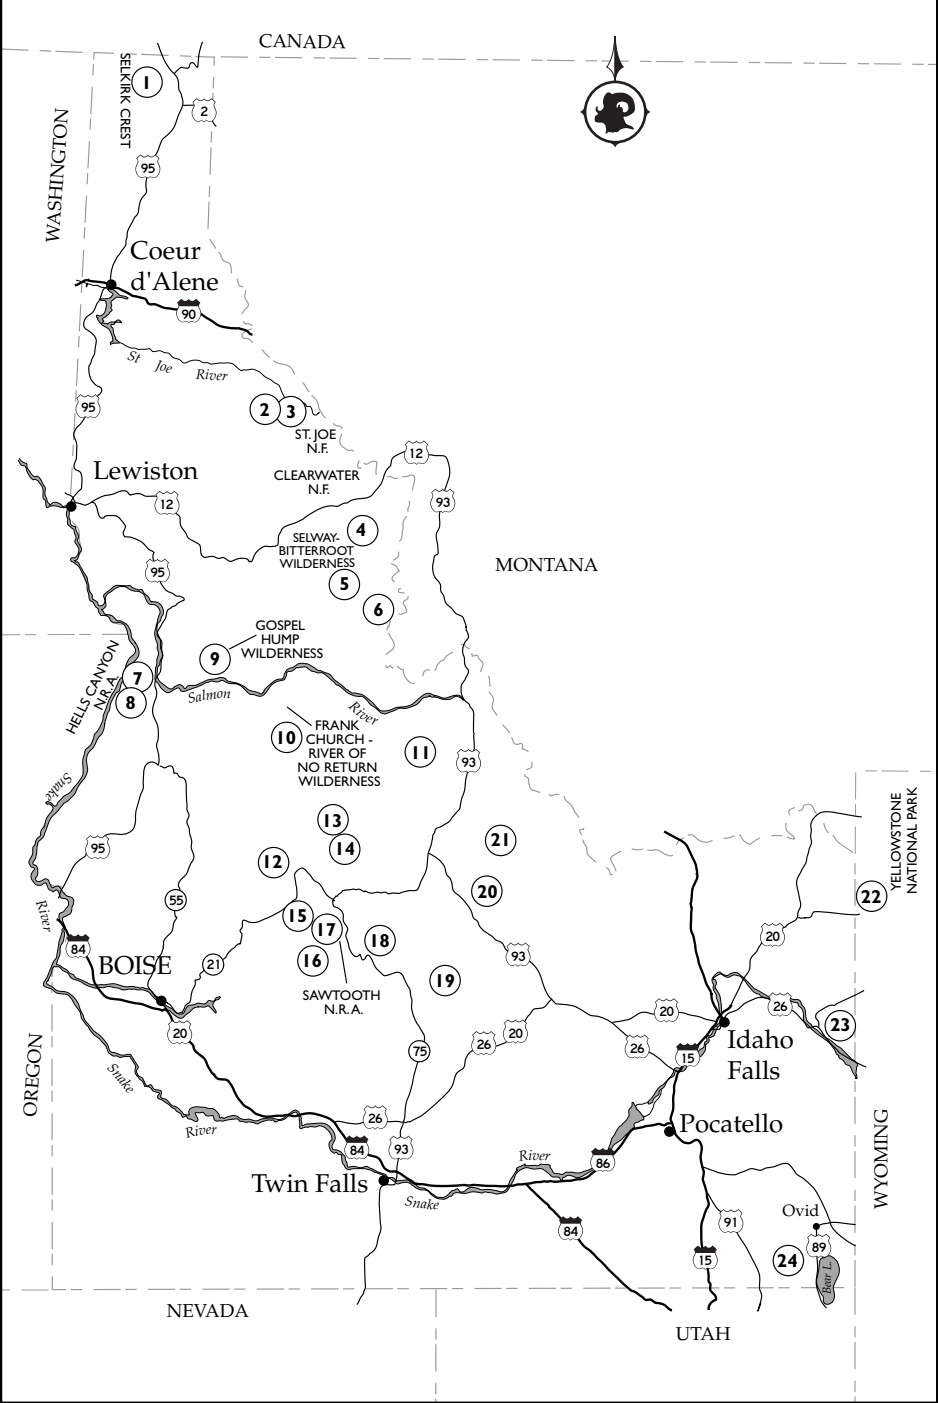 CANADA
SELKIRK CREST
1
2
WASHINGTON
95
Coeur
d'Alene
90
St Joe River
95
2
3
ST. JOE
N.F.
12
Lewiston
CLEARWATER
N.F.
12
93
4
SELWAY-
BITTERROOT
WILDERNESS
MONTANA
95
5
6
GOSPEL
HUMP
WILDERNESS
9
HELLS CANYON
N.R.A.
7
8
Salmon River
10
FRANK
CHURCH -
RIVER OF
NO RETURN
WILDERNESS
11
93
Snake
YELLOWSTONE
NATIONAL PARK
13
14
21
95
12
20
22
55
River
15
17
18
20
84
BOISE
21
16
93
19
SAWTOOTH
N.R.A.
20
26
23
20
20
26
26
OREGON
75
15
Idaho
Falls
Snake
River
26
Pocatello
84
93
River
86
WYOMING
Twin Falls
Snake
Ovid
84
91
89
15
24
Bear L.
NEVADA
UTAH